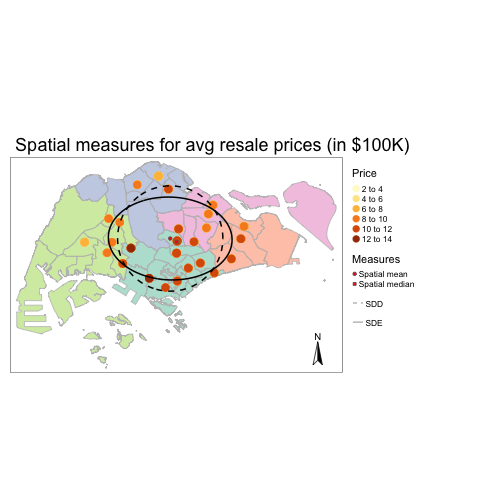 Spatial measures for avg resale prices (in $100K)
Price
2 to 4
4 to 6
6 to 8
8 to 10
10 to 12
12 to 14
Measures
Spatial mean
Spatial median
SDD
SDE
N